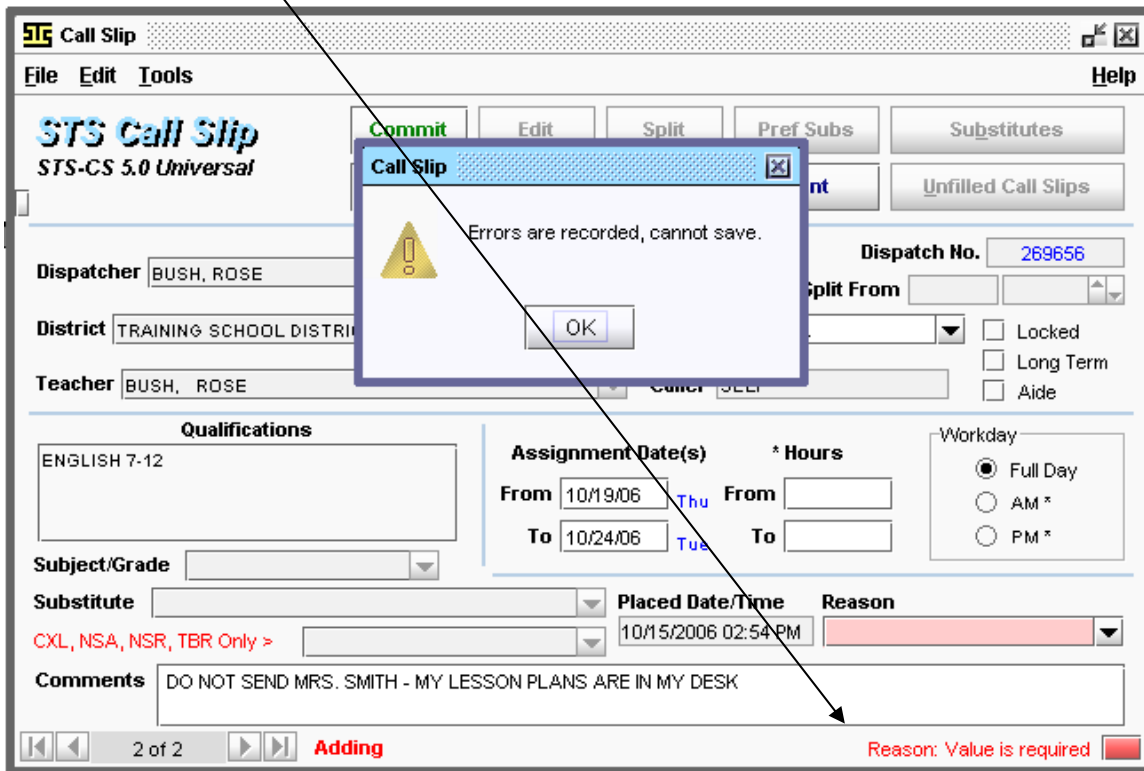 STS Call Slip
File Edit Tools Help
STS Call Slip
STS-CS 5.0 Universal
Commit Edit Split Pref Subs Substitutes
nt Unfilled Call Slips
Call Slip
Errors are recorded, cannot save.
OK
Dispatcher BUSH, ROSE
Dispatch No. 269656
Split From
District TRAINING SCHOOL DISTRI
Locked
Long Term
Aide
Teacher BUSH, ROSE
Caller SELF
Qualifications
ENGLISH 7-12
Assignment Date(s) * Hours
From 10/19/06 Thu From
To 10/24/06 Tue To
Workday
Full Day
AM *
PM *
Subject/Grade
Substitute
Placed Date/Time Reason
10/15/2006 02:54 PM
CXL, NSA, NSR, TBR Only >
Comments DO NOT SEND MRS. SMITH - MY LESSON PLANS ARE IN MY DESK
2 of 2 Adding Reason: Value is required